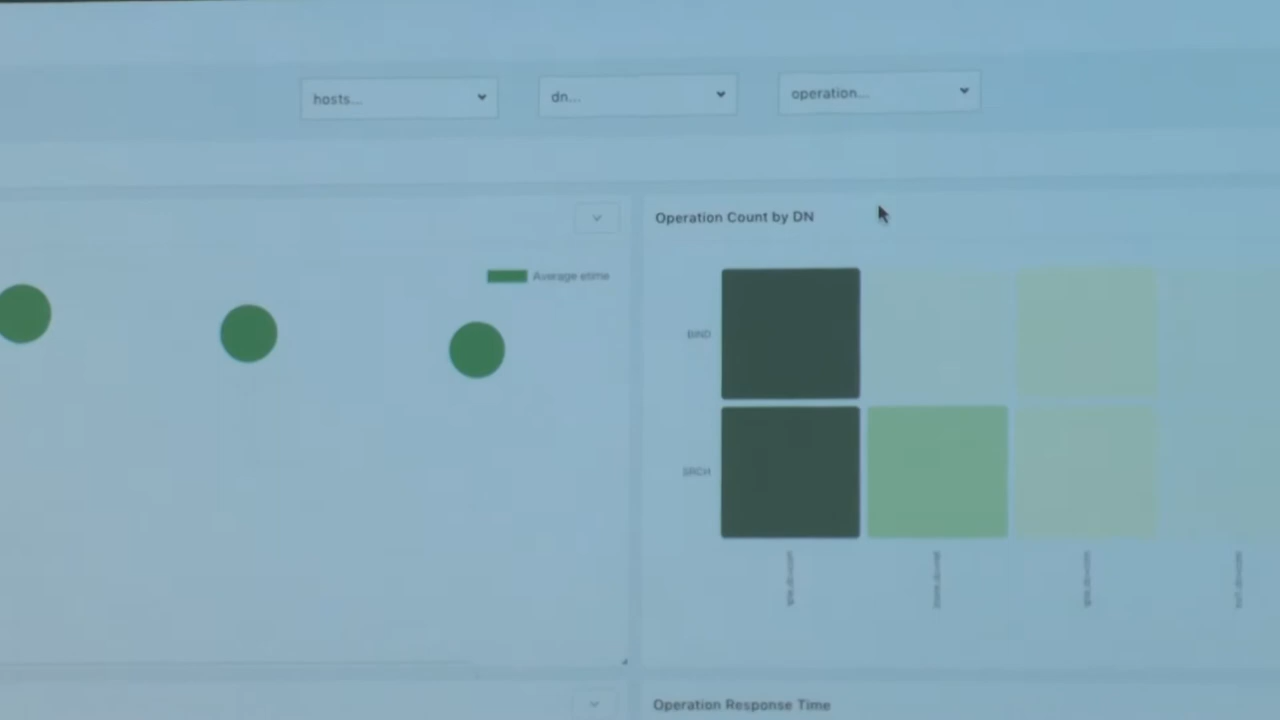 hosts...
dn...
operation...
Operation Count by DN
Average etime
BIND
SRCH
Operation Response Time